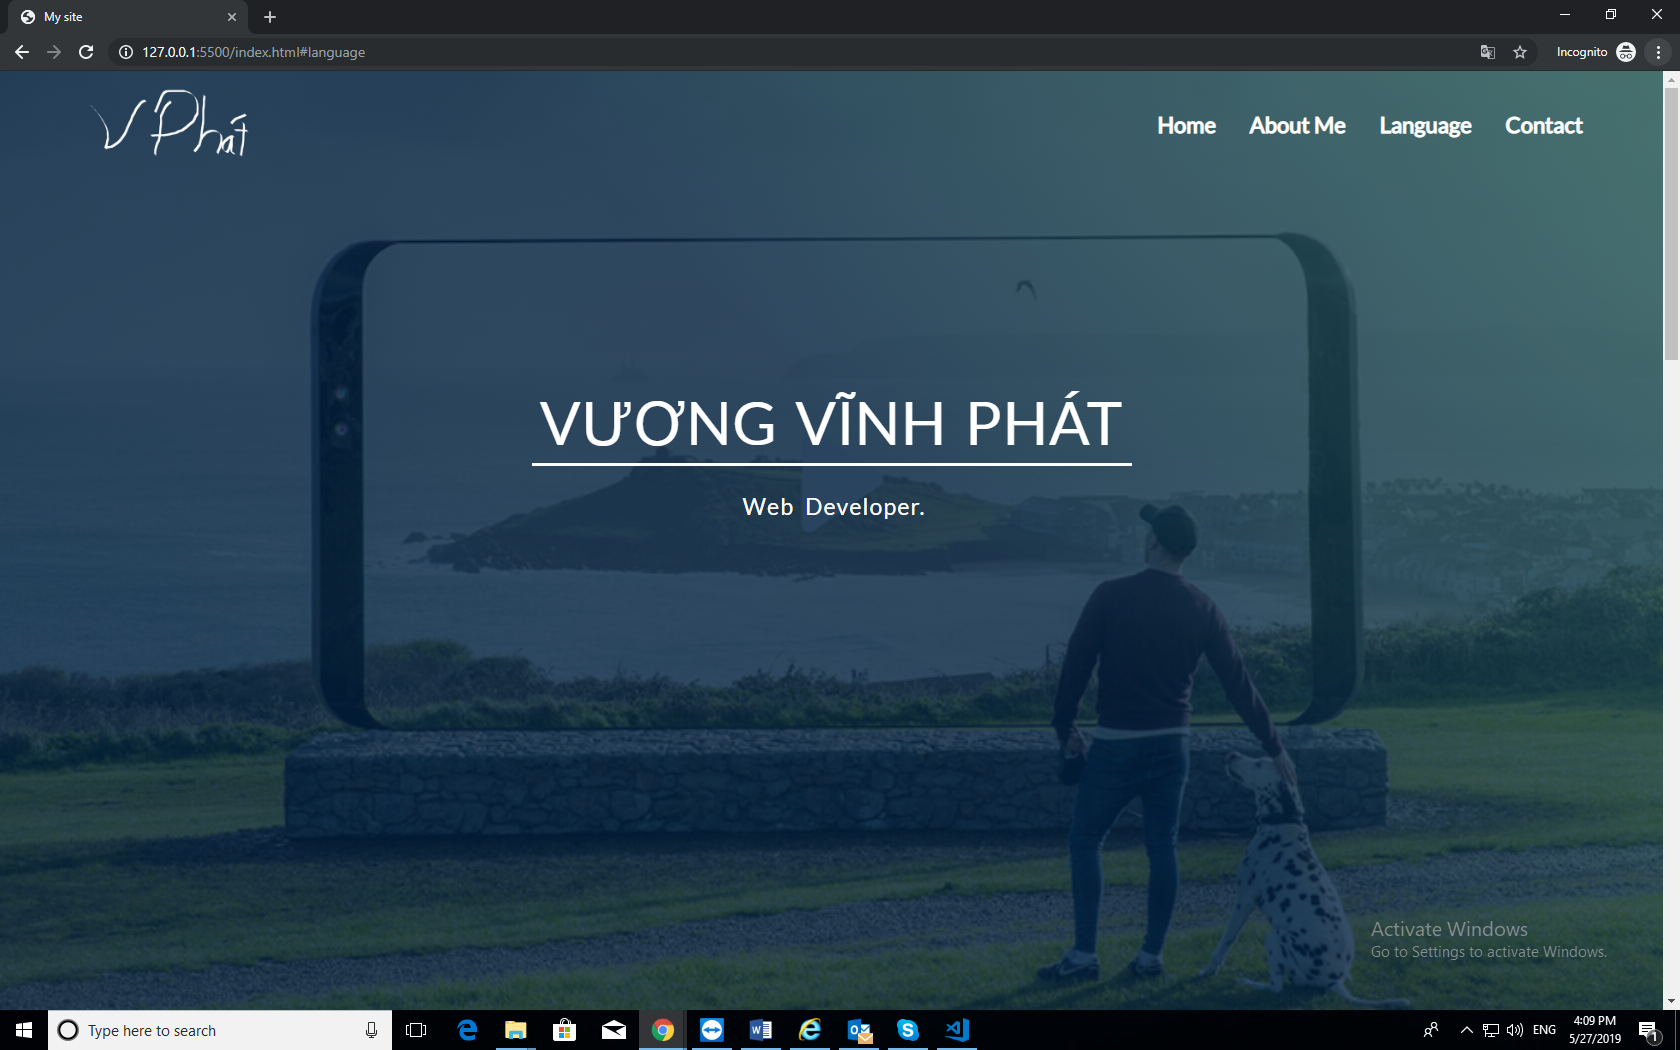 My site
127.0.0.1:5500/index.html#language
Incognito
V Phát
Home About Me Language Contact
VƯƠNG VĨNH PHÁT
Web Developer.
Activate Windows
Go to Settings to activate Windows.
Type here to search
ENG
4:09 PM
5/27/2019
1